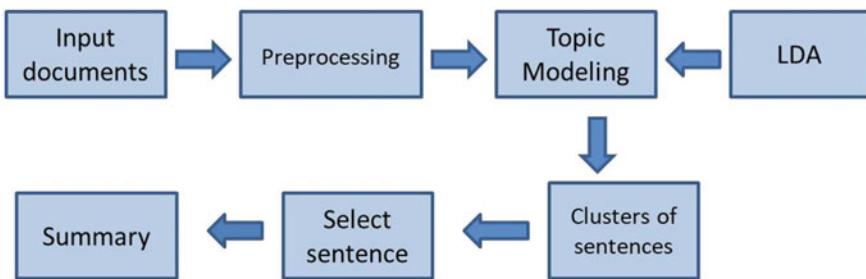 Input
documents
Preprocessing
Topic
Modeling
LDA
Summary
Select
sentence
Clusters of
sentences